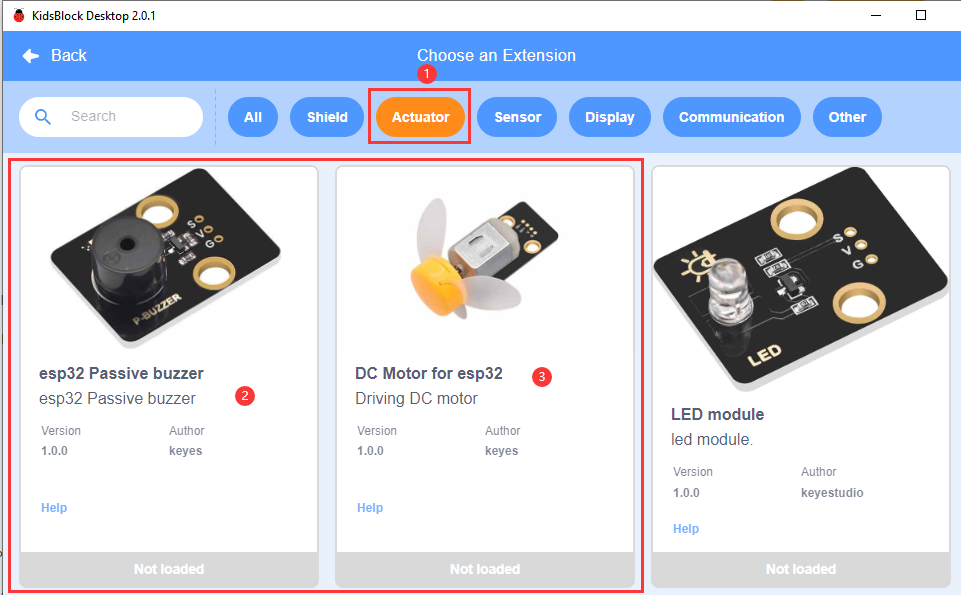 KidsBlock Desktop 2.0.1
Back
Choose an Extension
1
Search
All
Shield
Actuator
Sensor
Display
Communication
Other
S
V
G
P-BUZZER
esp32 Passive buzzer
esp32 Passive buzzer
2
Version
Author
1.0.0
keyes
Help
Not loaded
DC Motor for esp32
3
Driving DC motor
Version
Author
1.0.0
keyes
Help
Not loaded
S
V
G
LED
LED module
led module.
Version
Author
1.0.0
keyestudio
Help
Not loaded